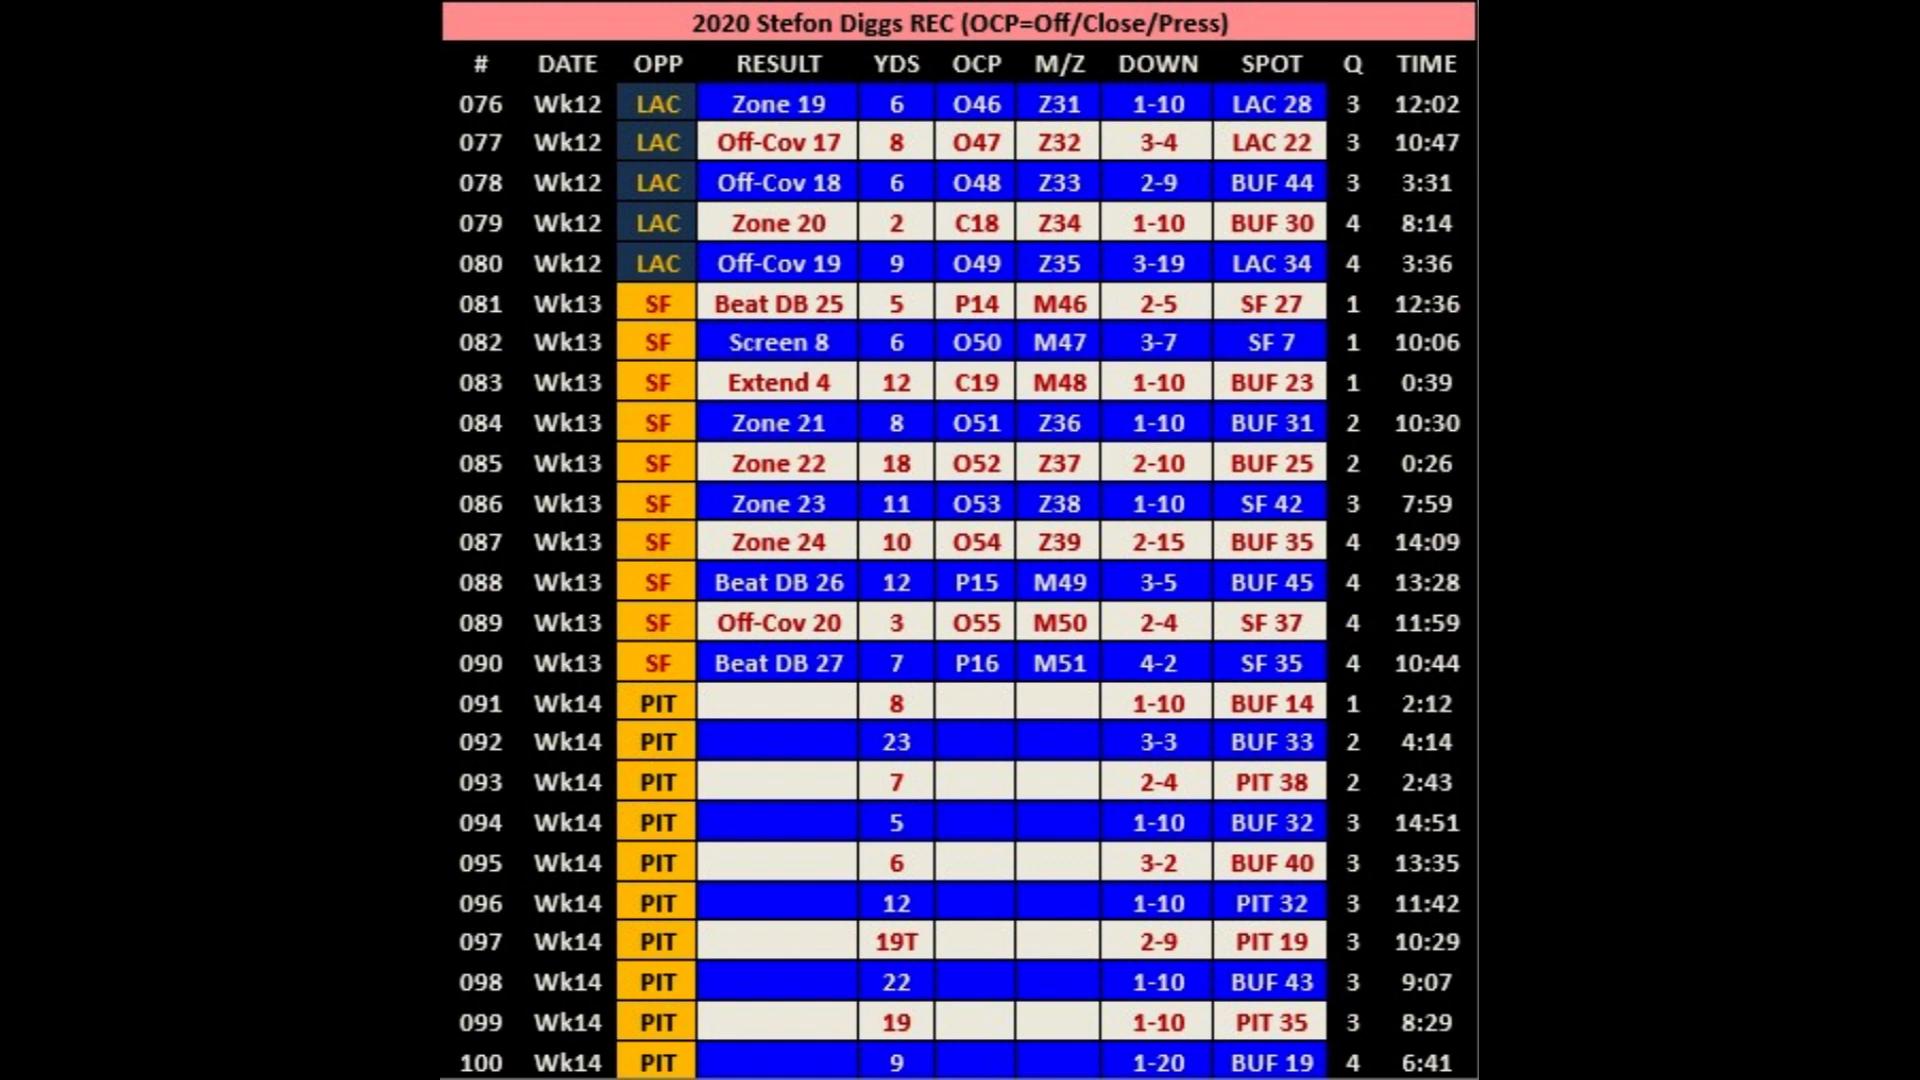 2020 Stefon Diggs REC (OCP=Off/Close/Press)
# DATE OPP RESULT YDS OCP M/Z DOWN SPOT Q TIME
076 Wk12 LAC Zone 19 6 O46 Z31 1-10 LAC 28 3 12:02
077 Wk12 LAC Off-Cov 17 8 O47 Z32 3-4 LAC 22 3 10:47
078 Wk12 LAC Off-Cov 18 6 O48 Z33 2-9 BUF 44 3 3:31
079 Wk12 LAC Zone 20 2 C18 Z34 1-10 BUF 30 4 8:14
080 Wk12 LAC Off-Cov 19 9 O49 Z35 3-19 LAC 34 4 3:36
081 Wk13 SF Beat DB 25 5 P14 M46 2-5 SF 27 1 12:36
082 Wk13 SF Screen 8 6 O50 M47 3-7 SF 7 1 10:06
083 Wk13 SF Extend 4 12 C19 M48 1-10 BUF 23 1 0:39
084 Wk13 SF Zone 21 8 O51 Z36 1-10 BUF 31 2 10:30
085 Wk13 SF Zone 22 18 O52 Z37 2-10 BUF 25 2 0:26
086 Wk13 SF Zone 23 11 O53 Z38 1-10 SF 42 3 7:59
087 Wk13 SF Zone 24 10 O54 Z39 2-15 BUF 35 4 14:09
088 Wk13 SF Beat DB 26 12 P15 M49 3-5 BUF 45 4 13:28
089 Wk13 SF Off-Cov 20 3 O55 M50 2-4 SF 37 4 11:59
090 Wk13 SF Beat DB 27 7 P16 M51 4-2 SF 35 4 10:44
091 Wk14 PIT 8 1-10 BUF 14 1 2:12
092 Wk14 PIT 23 3-3 BUF 33 2 4:14
093 Wk14 PIT 7 2-4 PIT 38 2 2:43
094 Wk14 PIT 5 1-10 BUF 32 3 14:51
095 Wk14 PIT 6 3-2 BUF 40 3 13:35
096 Wk14 PIT 12 1-10 PIT 32 3 11:42
097 Wk14 PIT 19T 2-9 PIT 19 3 10:29
098 Wk14 PIT 22 1-10 BUF 43 3 9:07
099 Wk14 PIT 19 1-10 PIT 35 3 8:29
100 Wk14 PIT 9 1-20 BUF 19 4 6:41